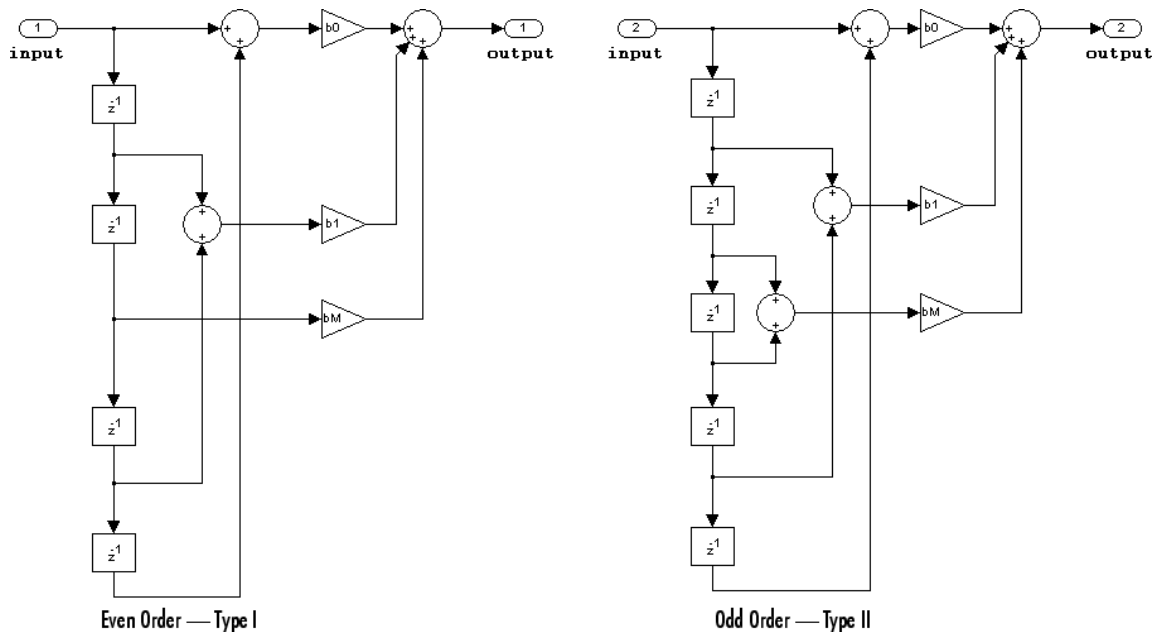 1
input
+
+
b0
+
+
+
1
output
z-1
z-1
+
+
b1
bM
z-1
z-1
Even Order — Type I
2
input
+
+
b0
+
+
+
2
output
z-1
z-1
+
+
b1
z-1
+
+
bM
z-1
z-1
Odd Order — Type II